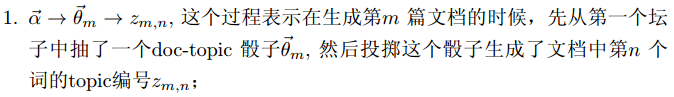 1. $\vec{\alpha} \to \vec{\theta}_m \to z_{m,n}$, 这个过程表示在生成第$m$ 篇文档的时候，先从第一个坛
子中抽了一个doc-topic 骰子$\vec{\theta}_m$, 然后投掷这个骰子生成了文档中第$n$ 个
词的topic编号$z_{m,n}$；